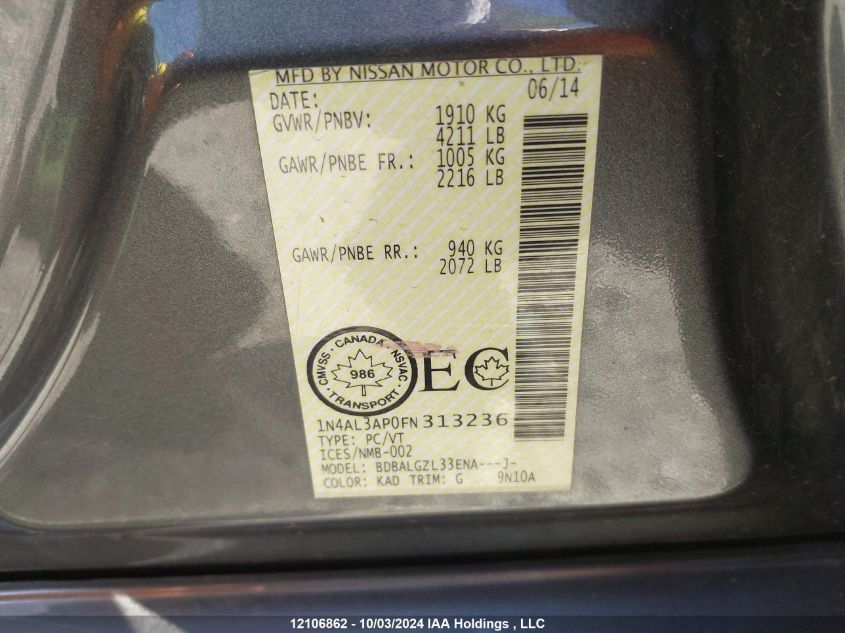 MFD BY NISSAN MOTOR CO., LTD.
DATE: 06/14
GVWR/PNBV: 1910 KG
4211 LB
GAWR/PNBE FR.: 1005 KG
2216 LB
GAWR/PNBE RR.: 940 KG
2072 LB
CMVSS · CANADA · NSVAC · TRANSPORT ·
986
EC
1N4AL3AP0FN313236
TYPE: PC/VT
ICES/NMB-002
MODEL: BDBALGZL33ENA---J-
COLOR: KAD TRIM: G 9N10A
12106862 - 10/03/2024 IAA Holdings , LLC